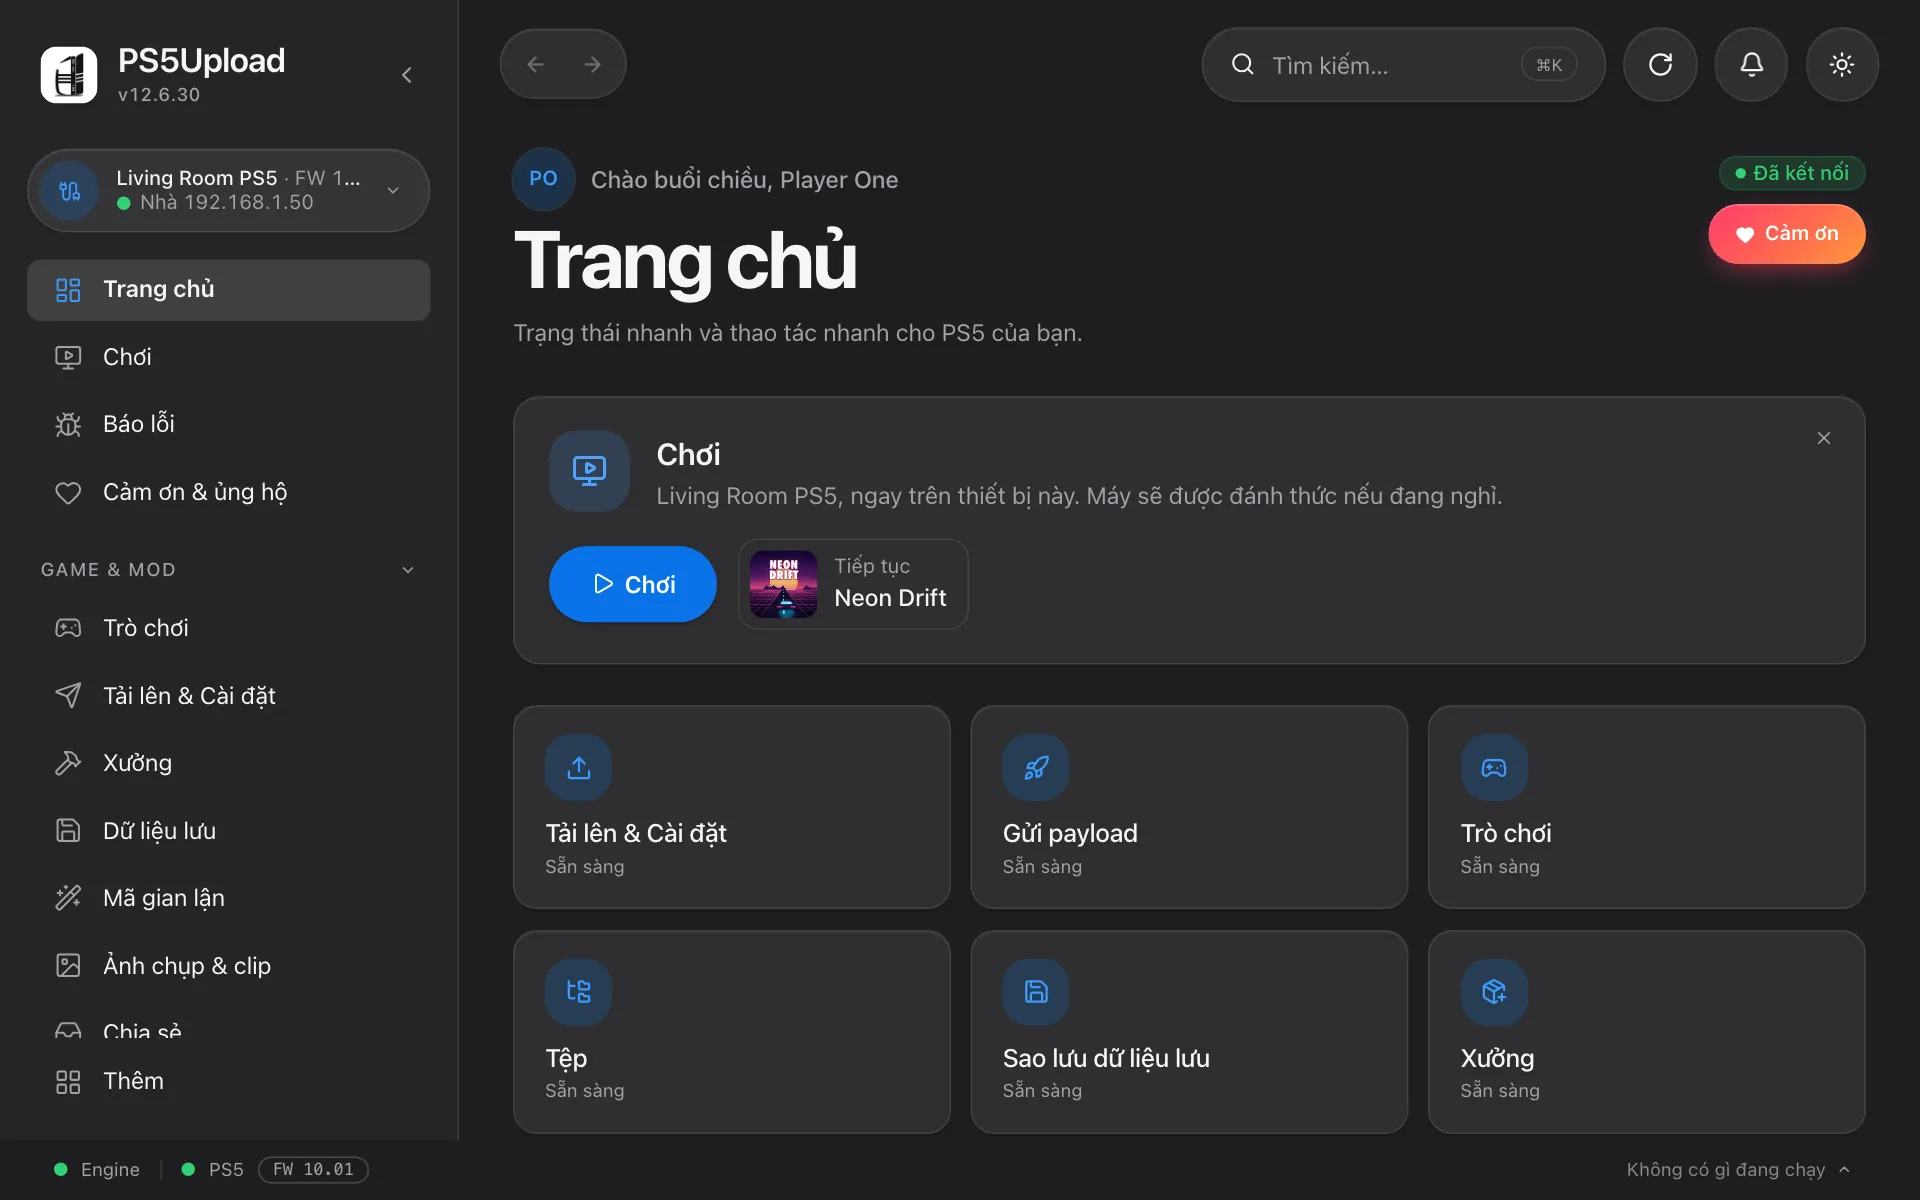 PS5Upload
v12.6.30
Living Room PS5 · FW 1...
Nhà 192.168.1.50
Trang chủ
Chơi
Báo lỗi
Cảm ơn & ủng hộ
GAME & MOD
Trò chơi
Tải lên & Cài đặt
Xưởng
Dữ liệu lưu
Mã gian lận
Ảnh chụp & clip
Chia sẻ
Thêm
Tìm kiếm...
⌘K
PO
Chào buổi chiều, Player One
Trang chủ
Trạng thái nhanh và thao tác nhanh cho PS5 của bạn.
Đã kết nối
Cảm ơn
Chơi
Living Room PS5, ngay trên thiết bị này. Máy sẽ được đánh thức nếu đang nghỉ.
Chơi
NEON
DRIFT
Tiếp tục
Neon Drift
Tải lên & Cài đặt
Sẵn sàng
Gửi payload
Sẵn sàng
Trò chơi
Sẵn sàng
Tệp
Sẵn sàng
Sao lưu dữ liệu lưu
Sẵn sàng
Xưởng
Sẵn sàng
Engine
PS5
FW 10.01
Không có gì đang chạy